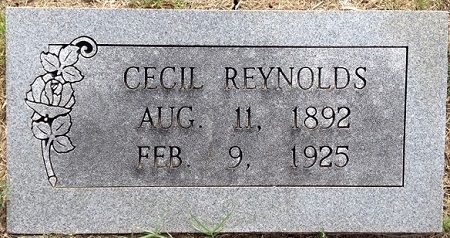 CECIL REYNOLDS
AUG. 11, 1892
FEB. 9, 1925